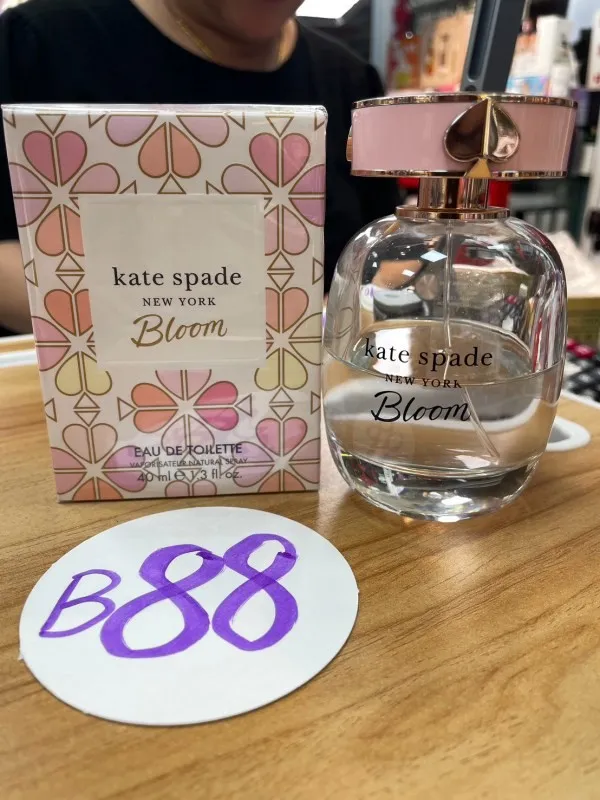 kate spade
NEW YORK
Bloom
EAU DE TOILETTE
VAPORISATEUR NATURAL SPRAY
40 ml ℮ 1.3 fl. oz.
kate spade
NEW YORK
Bloom
B88